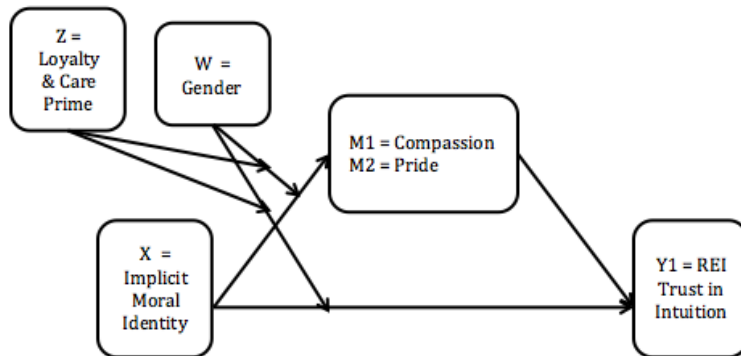 Z =
Loyalty
& Care
Prime
W =
Gender
M1 = Compassion
M2 = Pride
X =
Implicit
Moral
Identity
Y1 = REI
Trust in
Intuition